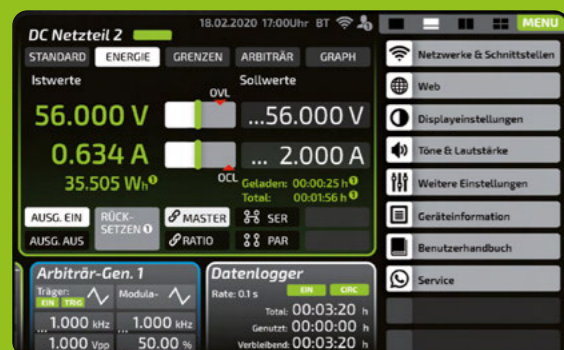 18.02.2020 17:00Uhr BT
MENU
DC Netzteil 2
STANDARD ENERGIE GRENZEN ARBITRÄR GRAPH
Istwerte Sollwerte
OVL
56.000 V ...56.000 V
0.634 A ... 2.000 A
OCL
35.505 Wh
Geladen: 00:00:25 h
Total: 00:01:56 h
AUSG. EIN RÜCK-SETZEN MASTER SER
AUSG. AUS RATIO PAR
Arbiträr-Gen. 1
Träger: Modula-
EIN TRIG
...1.000 kHz ...1.000 kHz
1.000 Vpp 50.00 %
Datenlogger
Rate: 0.1 s EIN CIRC
Total: 00:03:20 h
Genutzt: 00:00:00 h
Verbleibend: 00:03:20 h
Netzwerke & Schnittstellen
Web
Displayeinstellungen
Töne & Lautstärke
Weitere Einstellungen
Geräteinformation
Benutzerhandbuch
Service